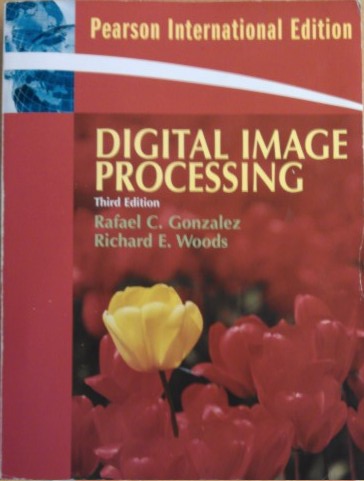 Pearson International Edition
DIGITAL IMAGE
PROCESSING
Third Edition
Rafael C. Gonzalez
Richard E. Woods